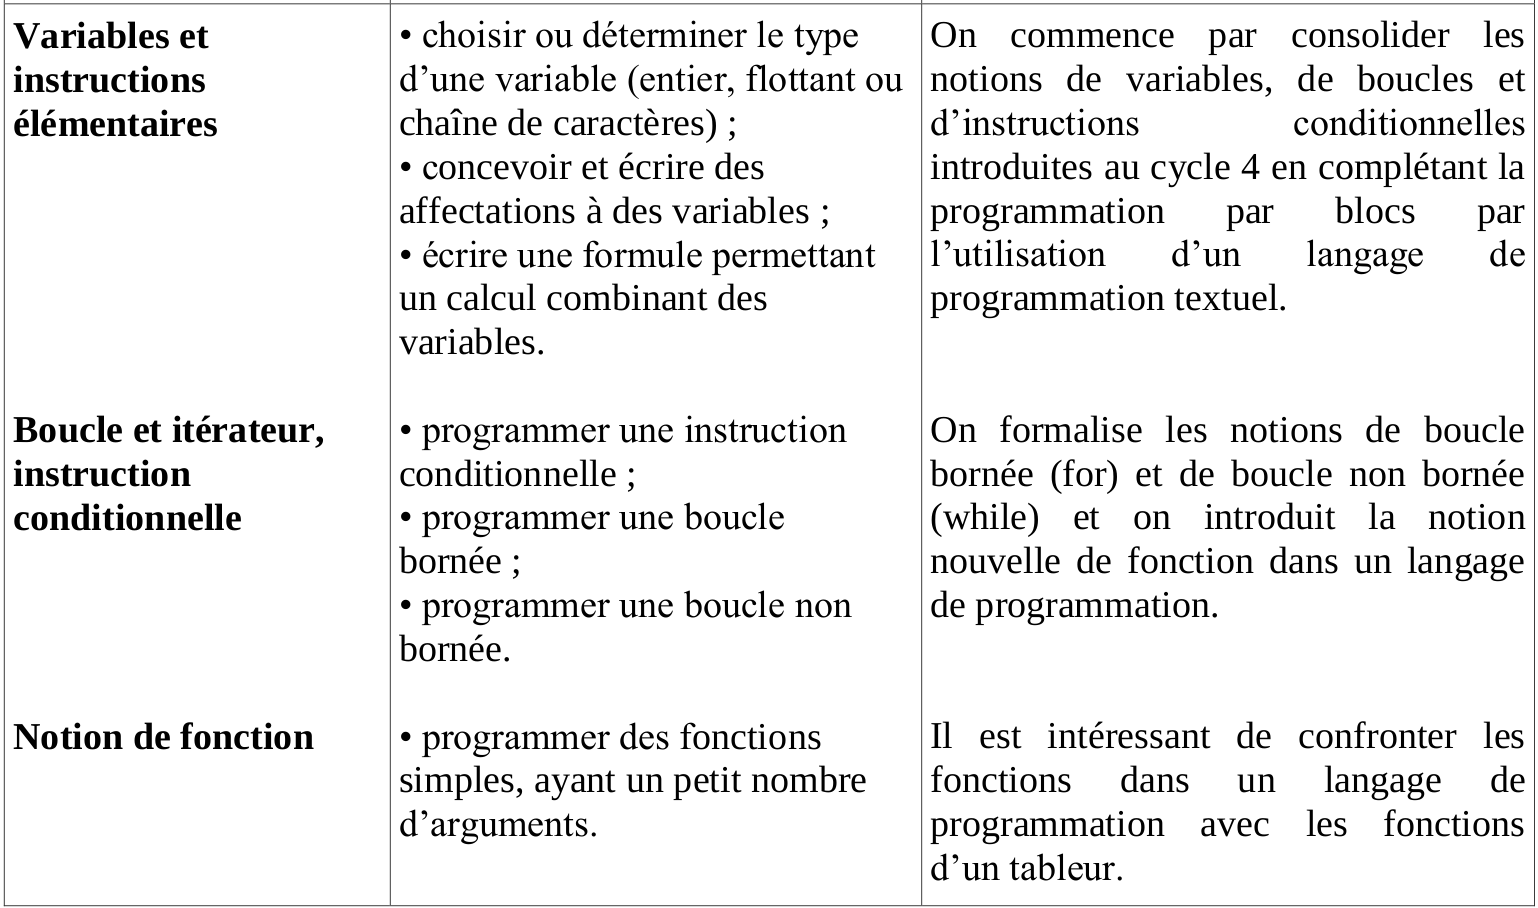 Variables et
instructions
élémentaires
• choisir ou déterminer le type
d’une variable (entier, flottant ou
chaîne de caractères) ;
• concevoir et écrire des
affectations à des variables ;
• écrire une formule permettant
un calcul combinant des
variables.
On commence par consolider les
notions de variables, de boucles et
d’instructions conditionnelles
introduites au cycle 4 en complétant la
programmation par blocs par
l’utilisation d’un langage de
programmation textuel.
Boucle et itérateur,
instruction
conditionnelle
• programmer une instruction
conditionnelle ;
• programmer une boucle
bornée ;
• programmer une boucle non
bornée.
On formalise les notions de boucle
bornée (for) et de boucle non bornée
(while) et on introduit la notion
nouvelle de fonction dans un langage
de programmation.
Notion de fonction
• programmer des fonctions
simples, ayant un petit nombre
d’arguments.
Il est intéressant de confronter les
fonctions dans un langage de
programmation avec les fonctions
d’un tableur.